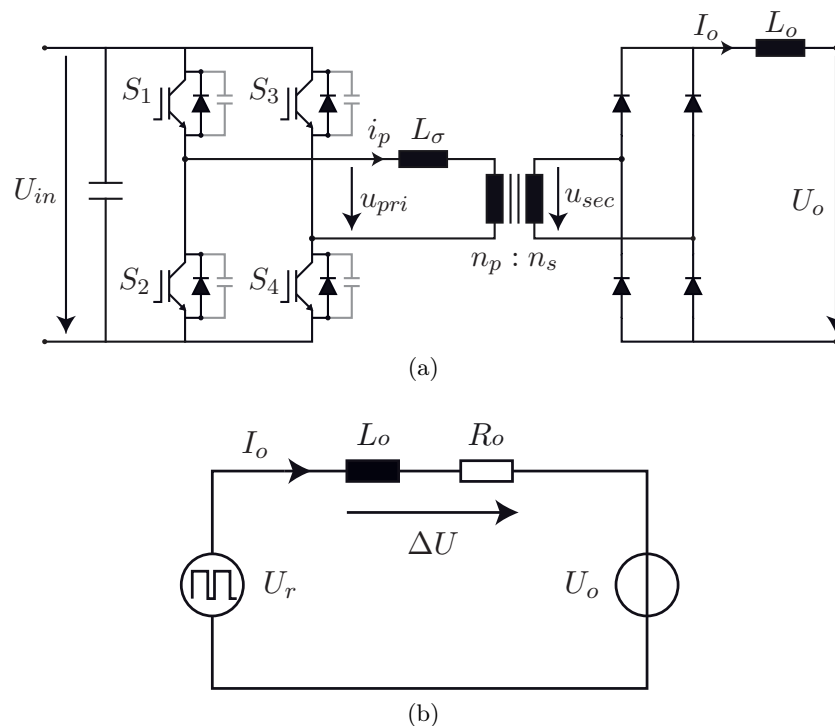 I_o L_o
S_1 S_3
i_p L_σ
U_in u_pri u_sec U_o
n_p : n_s
S_2 S_4
(a)
I_o L_o R_o
ΔU
U_r U_o
(b)